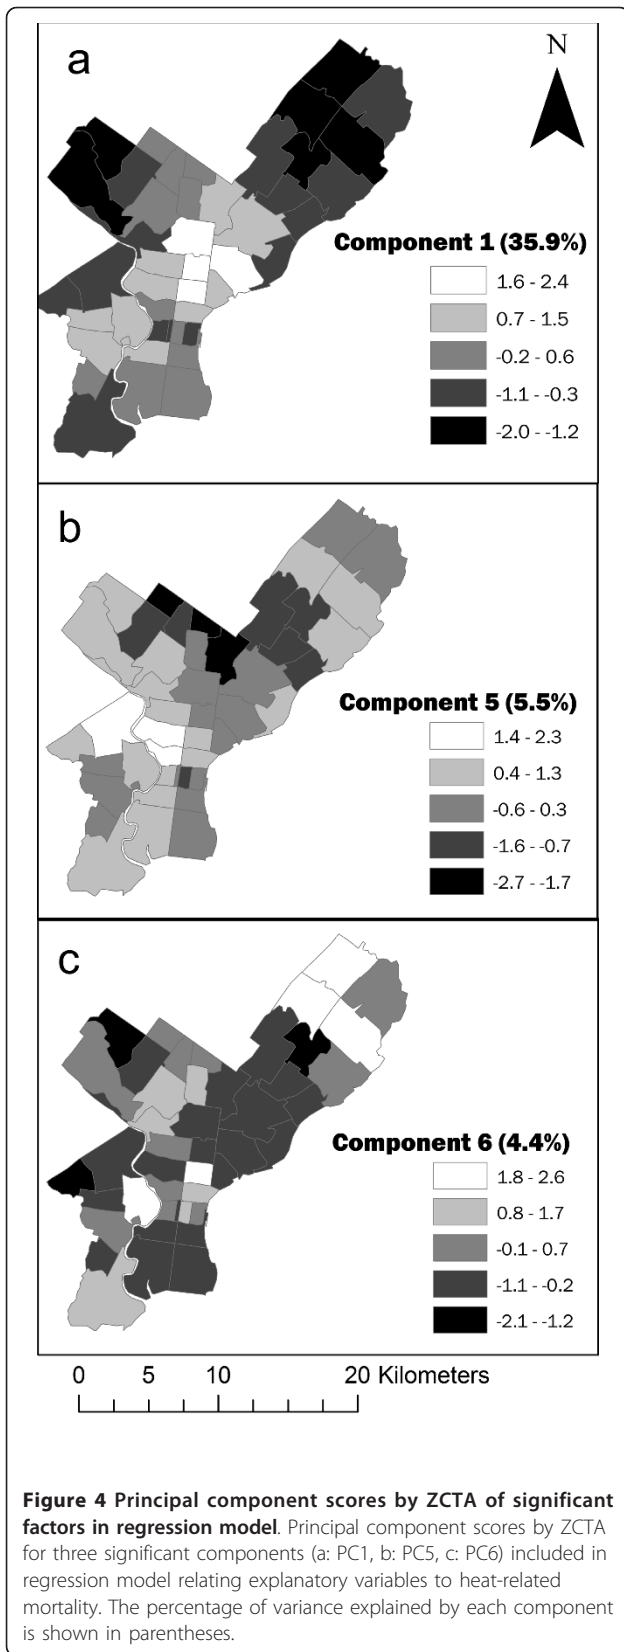 a
N
Component 1 (35.9%)
1.6 - 2.4
0.7 - 1.5
-0.2 - 0.6
-1.1 - -0.3
-2.0 - -1.2
b
Component 5 (5.5%)
1.4 - 2.3
0.4 - 1.3
-0.6 - 0.3
-1.6 - -0.7
-2.7 - -1.7
c
Component 6 (4.4%)
1.8 - 2.6
0.8 - 1.7
-0.1 - 0.7
-1.1 - -0.2
-2.1 - -1.2
0 5 10 20 Kilometers
Figure 4 Principal component scores by ZCTA of significant
factors in regression model. Principal component scores by ZCTA
for three significant components (a: PC1, b: PC5, c: PC6) included in
regression model relating explanatory variables to heat-related
mortality. The percentage of variance explained by each component
is shown in parentheses.